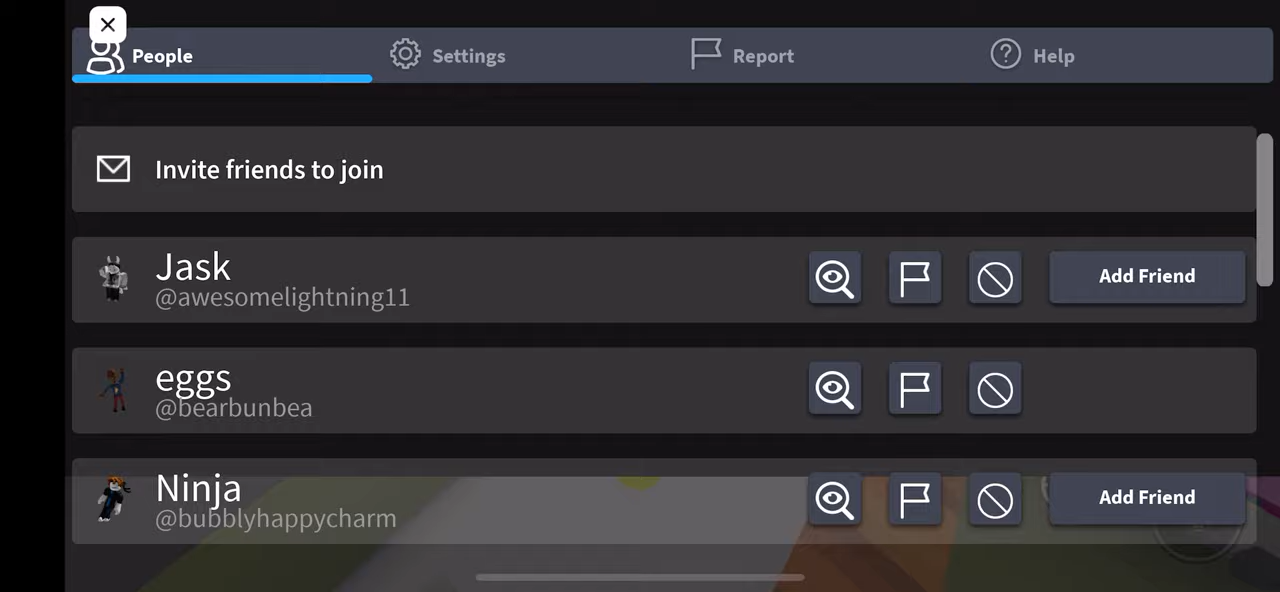 People
Settings
Report
Help
Invite friends to join
Jask
@awesomelightning11
Add Friend
eggs
@bearbunbea
Ninja
@bubblyhappycharm
Add Friend